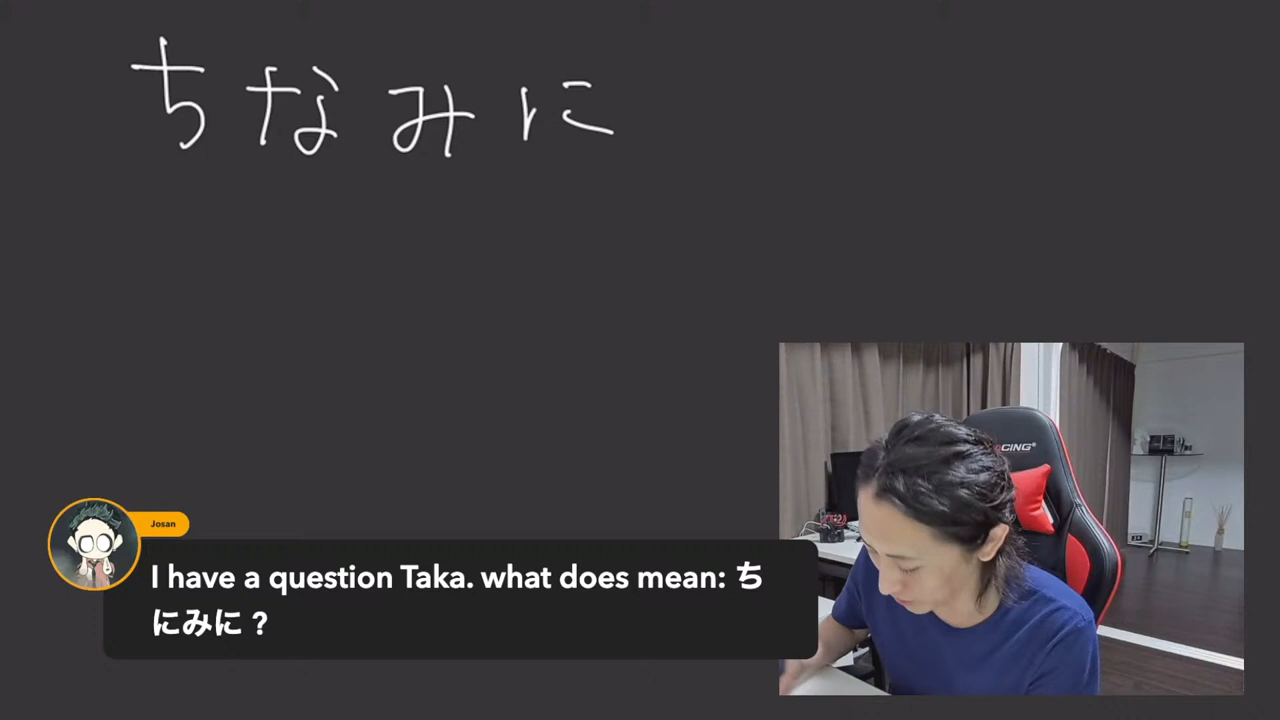 ちなみに
CING
Josan
I have a question Taka. what does mean: ち
にみに ?